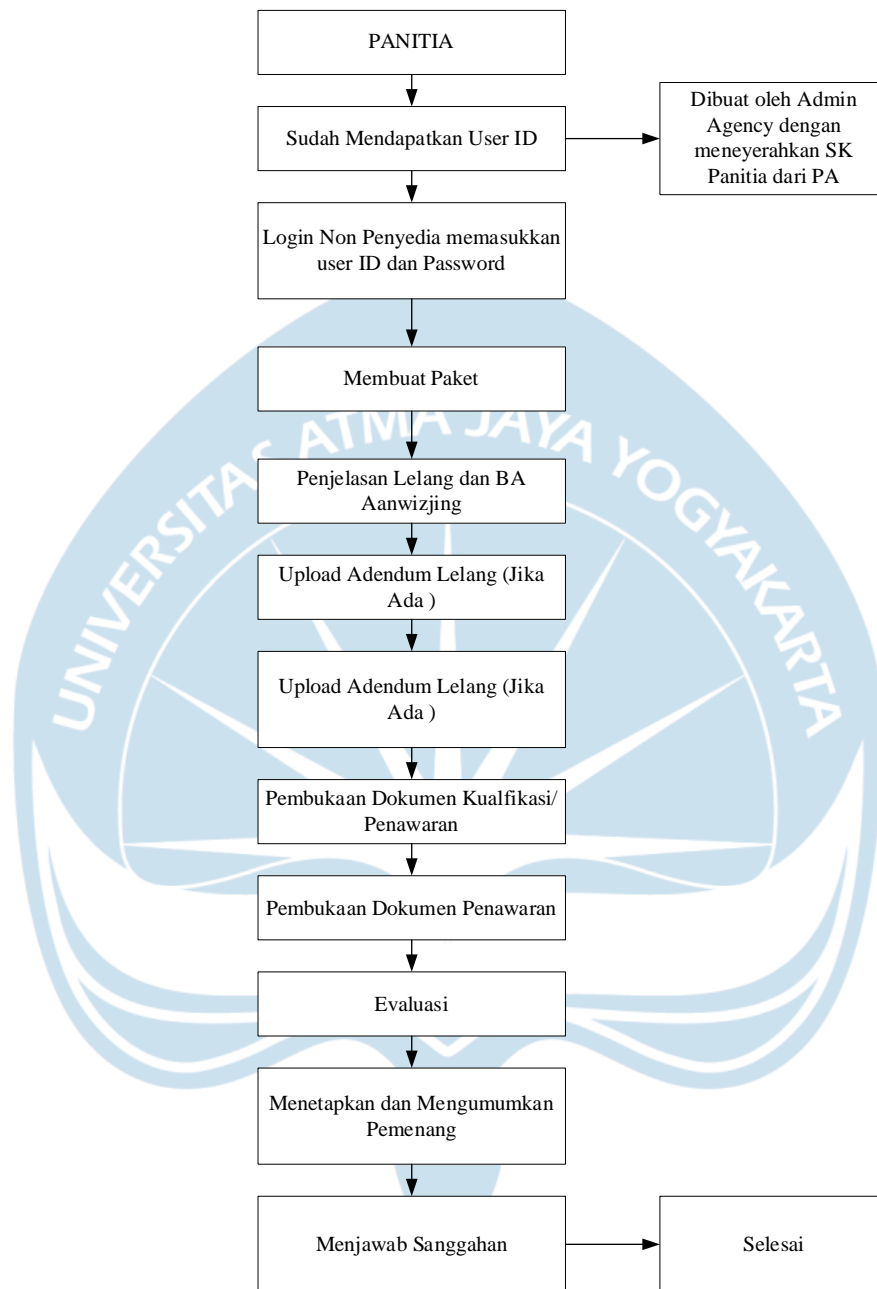 PANITIA
Sudah Mendapatkan User ID
Dibuat oleh Admin
Agency dengan
meneyerahkan SK
Panitia dari PA
Login Non Penyedia memasukkan
user ID dan Password
Membuat Paket
UNIVERSITAS ATMA JAYA YOGYAKARTA
Penjelasan Lelang dan BA
Aanwizjing
Upload Adendum Lelang (Jika
Ada )
Upload Adendum Lelang (Jika
Ada )
Pembukaan Dokumen Kualfikasi/
Penawaran
Pembukaan Dokumen Penawaran
Evaluasi
Menetapkan dan Mengumumkan
Pemenang
Menjawab Sanggahan
Selesai